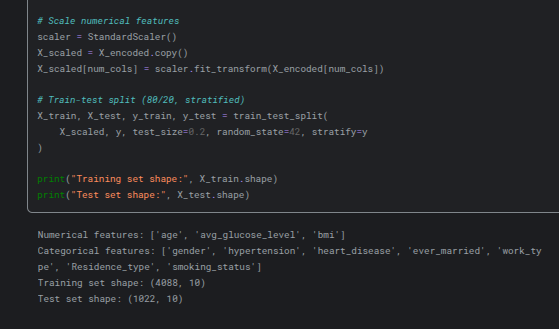 # Scale numerical features
scaler = StandardScaler()
X_scaled = X_encoded.copy()
X_scaled[num_cols] = scaler.fit_transform(X_encoded[num_cols])
# Train-test split (80/20, stratified)
X_train, X_test, y_train, y_test = train_test_split(
    X_scaled, y, test_size=0.2, random_state=42, stratify=y
)
print("Training set shape:", X_train.shape)
print("Test set shape:", X_test.shape)
Numerical features: ['age', 'avg_glucose_level', 'bmi']
Categorical features: ['gender', 'hypertension', 'heart_disease', 'ever_married', 'work_ty
pe', 'Residence_type', 'smoking_status']
Training set shape: (4088, 10)
Test set shape: (1022, 10)